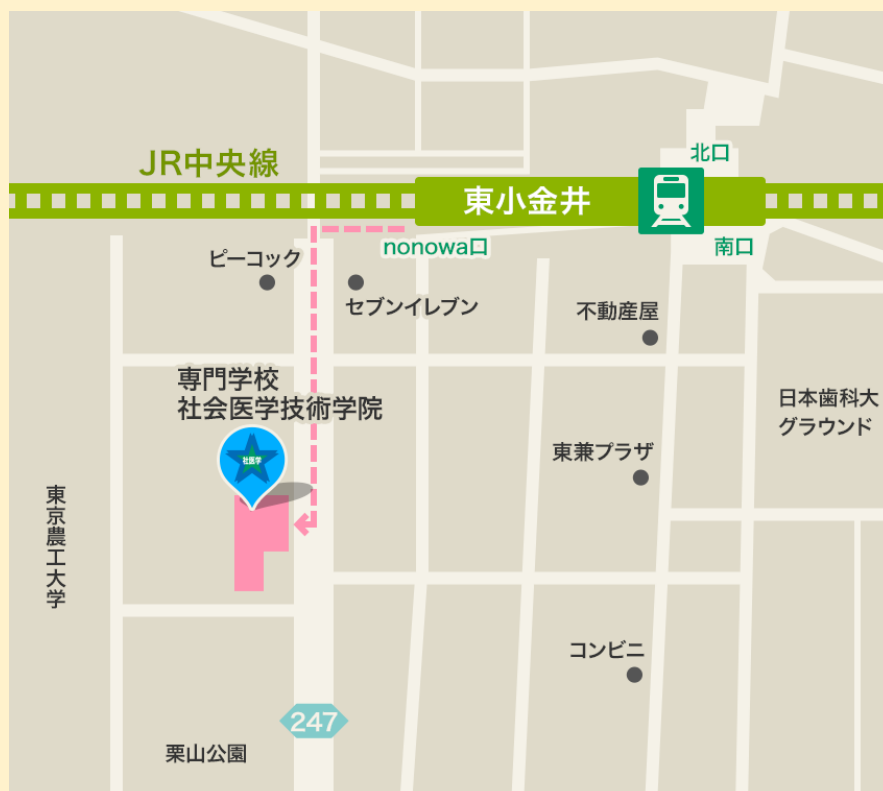 北口
JR中央線
東小金井
nonowa口
南口
ピーコック
セブンイレブン
不動産屋
専門学校
社会医学技術学院
日本歯科大
グラウンド
社医学
東兼プラザ
東京農工大学
コンビニ
247
栗山公園